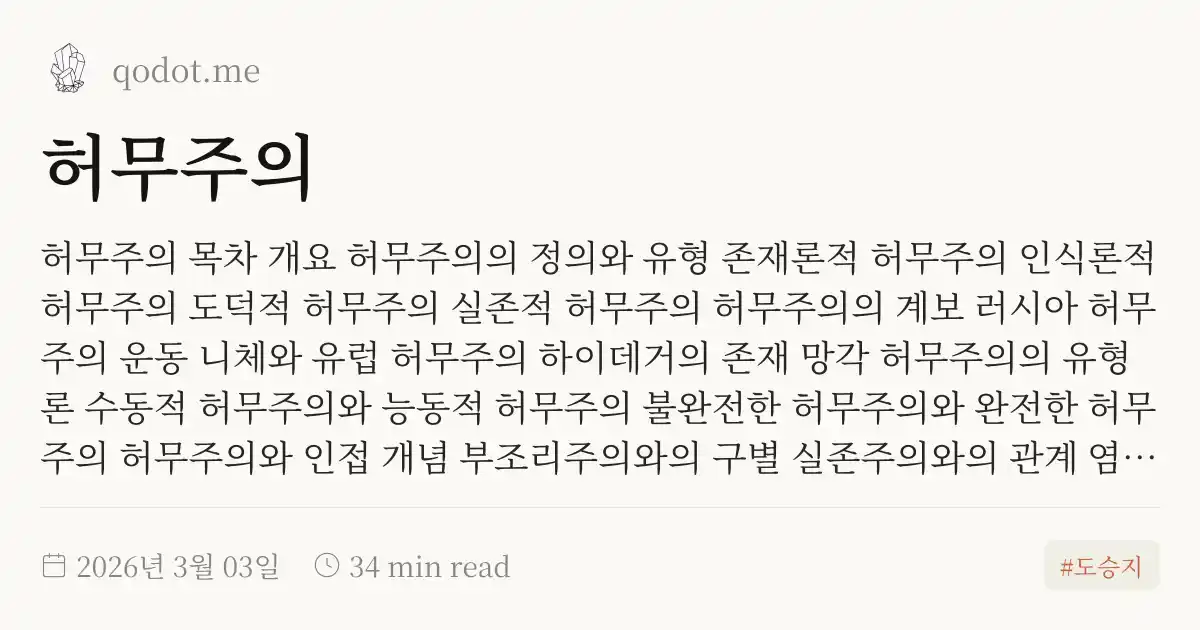 qodot.me
허무주의
허무주의 목차 개요 허무주의의 정의와 유형 존재론적 허무주의 인식론적
허무주의 도덕적 허무주의 실존적 허무주의 허무주의의 계보 러시아 허무
주의 운동 니체와 유럽 허무주의 하이데거의 존재 망각 허무주의의 유형
론 수동적 허무주의와 능동적 허무주의 불완전한 허무주의와 완전한 허무
주의 허무주의와 인접 개념 부조리주의와의 구별 실존주의와의 관계 염…
2026년 3월 03일
34 min read
#도승지